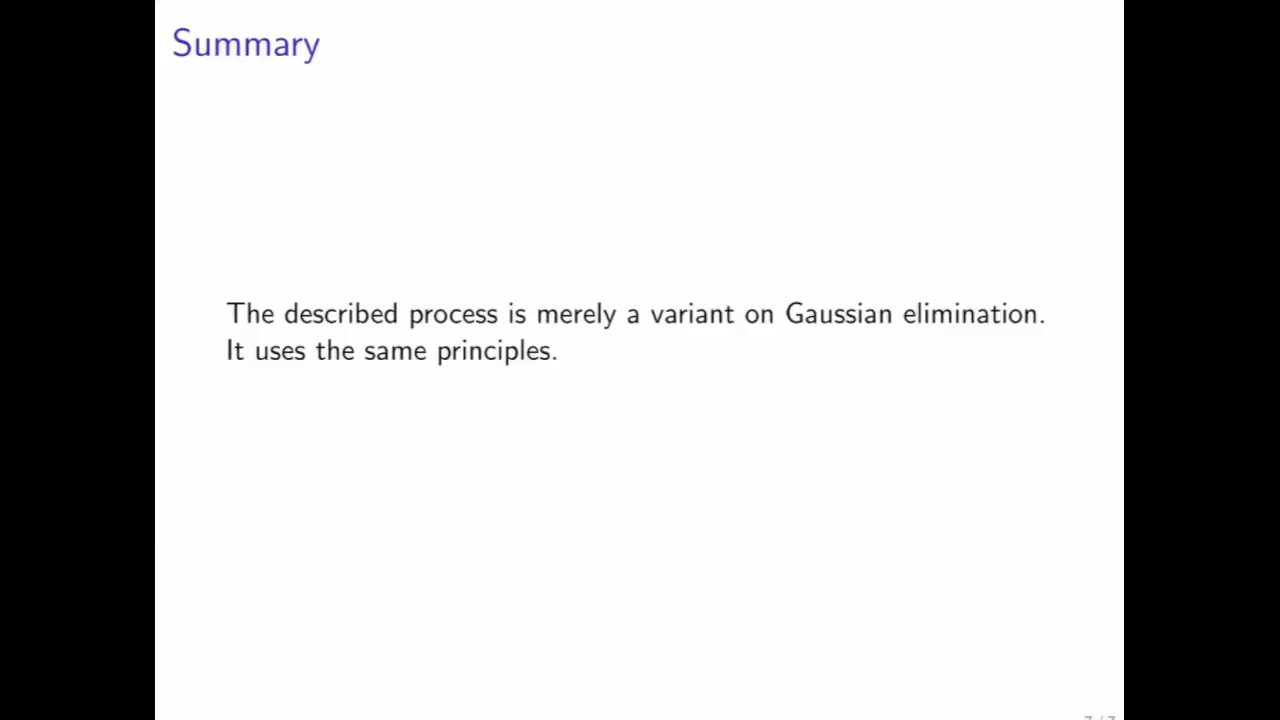 Summary
The described process is merely a variant on Gaussian elimination.
It uses the same principles.